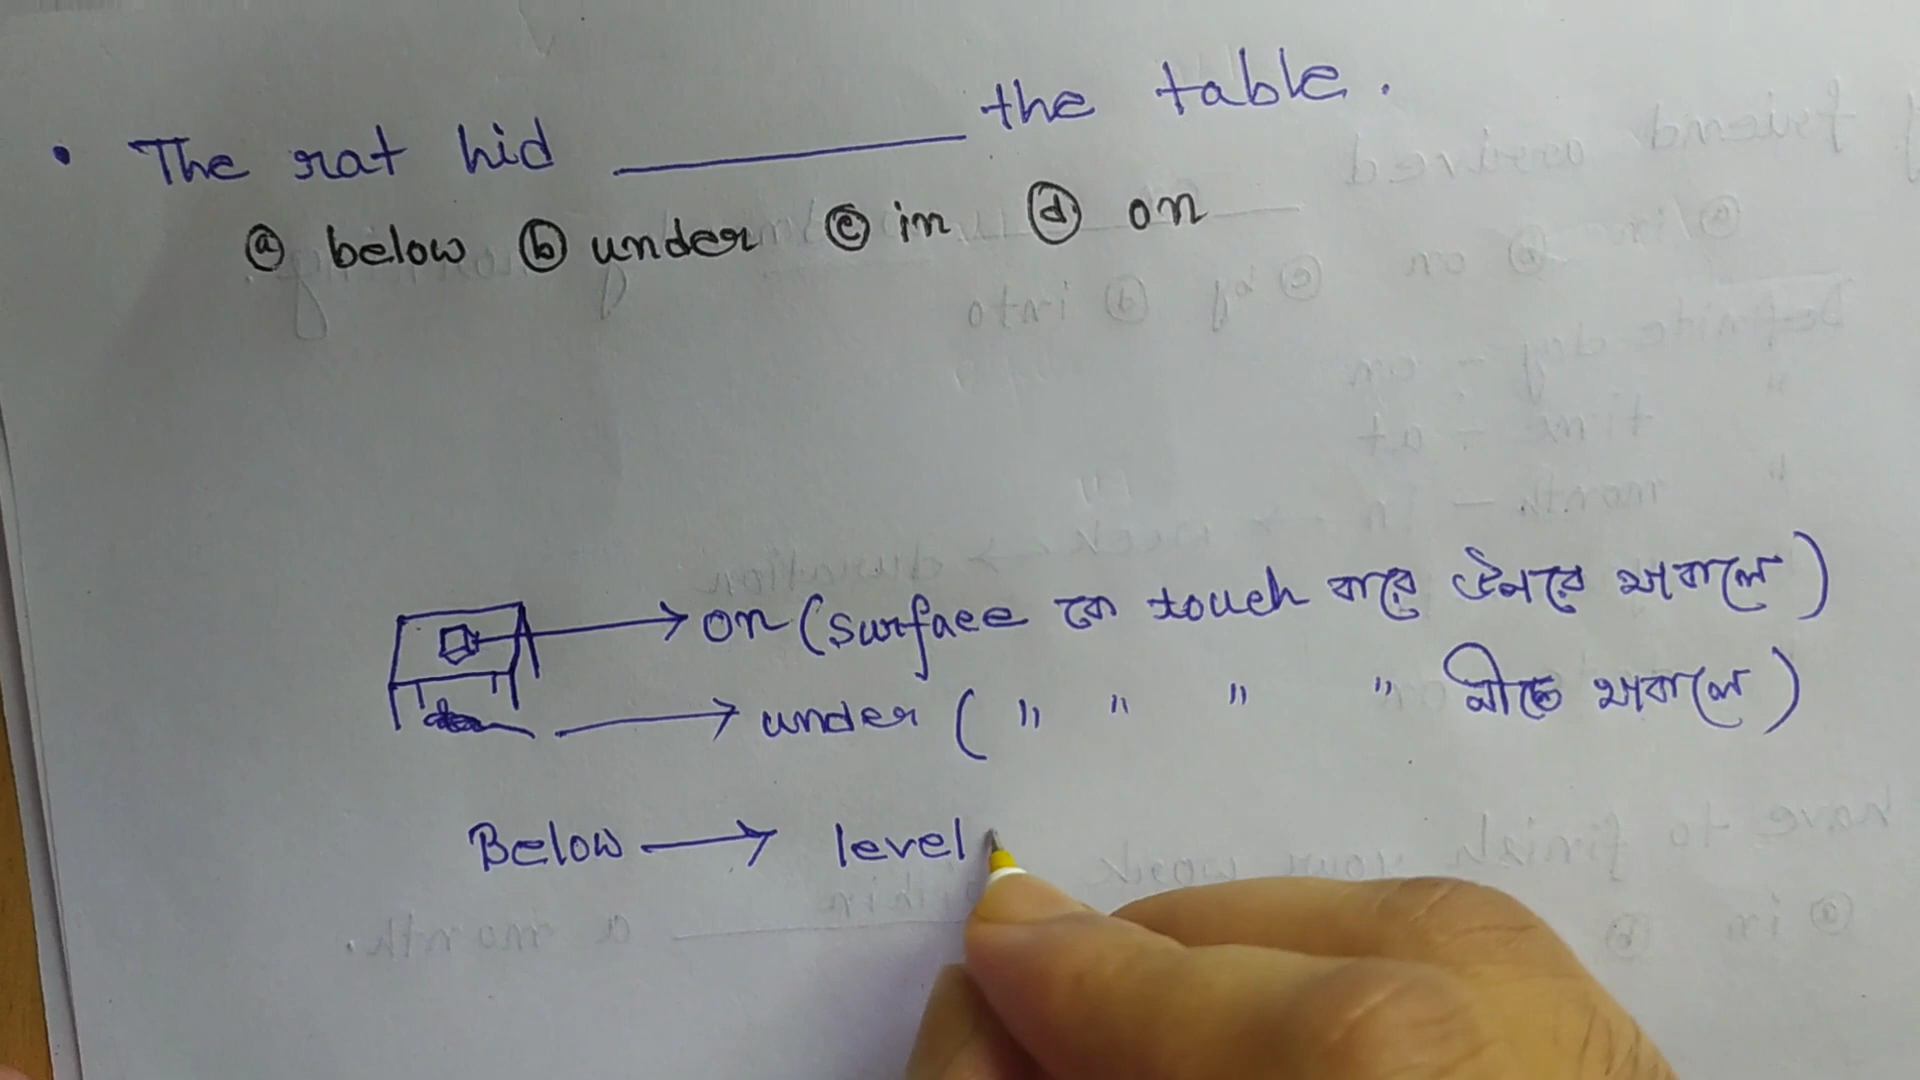 • The rat hid ________ the table.
ⓐ below ⓑ under ⓒ in ⓓ on
→ on (surface কে touch করে উপরে থাকলে)
→ under ( " " " " নীচে থাকলে)
Below → level